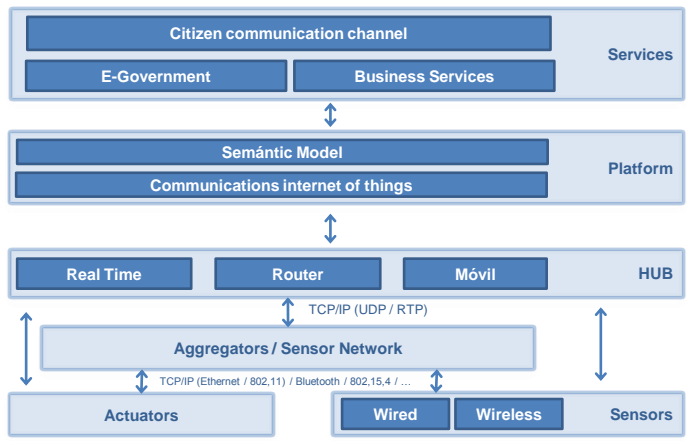 Citizen communication channel
Services
E-Government
Business Services
Semántic Model
Platform
Communications internet of things
Real Time
Router
Móvil
HUB
TCP/IP (UDP / RTP)
Aggregators / Sensor Network
TCP/IP (Ethernet / 802,11) / Bluetooth / 802,15,4 / ...
Actuators
Wired
Wireless
Sensors